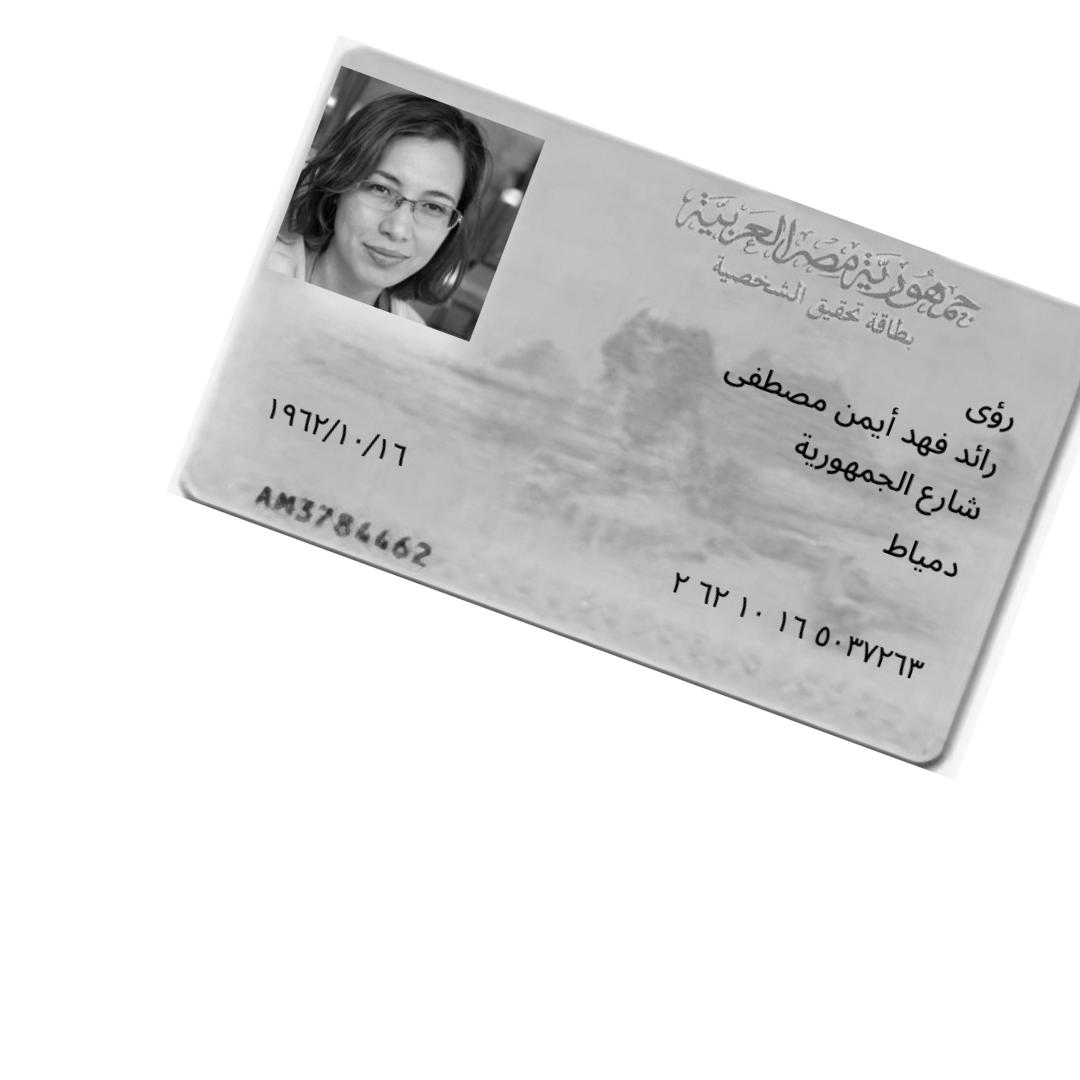 جمهورية مصر العربية
بطاقة تحقيق الشخصية
رؤى
رائد فهد أيمن مصطفى
شارع الجمهورية
دمياط
١٩٦٢/١٠/١٦
٢ ٦٢ ١٠ ١٦ ٥٠٣٧٢٦٣
AM3784462